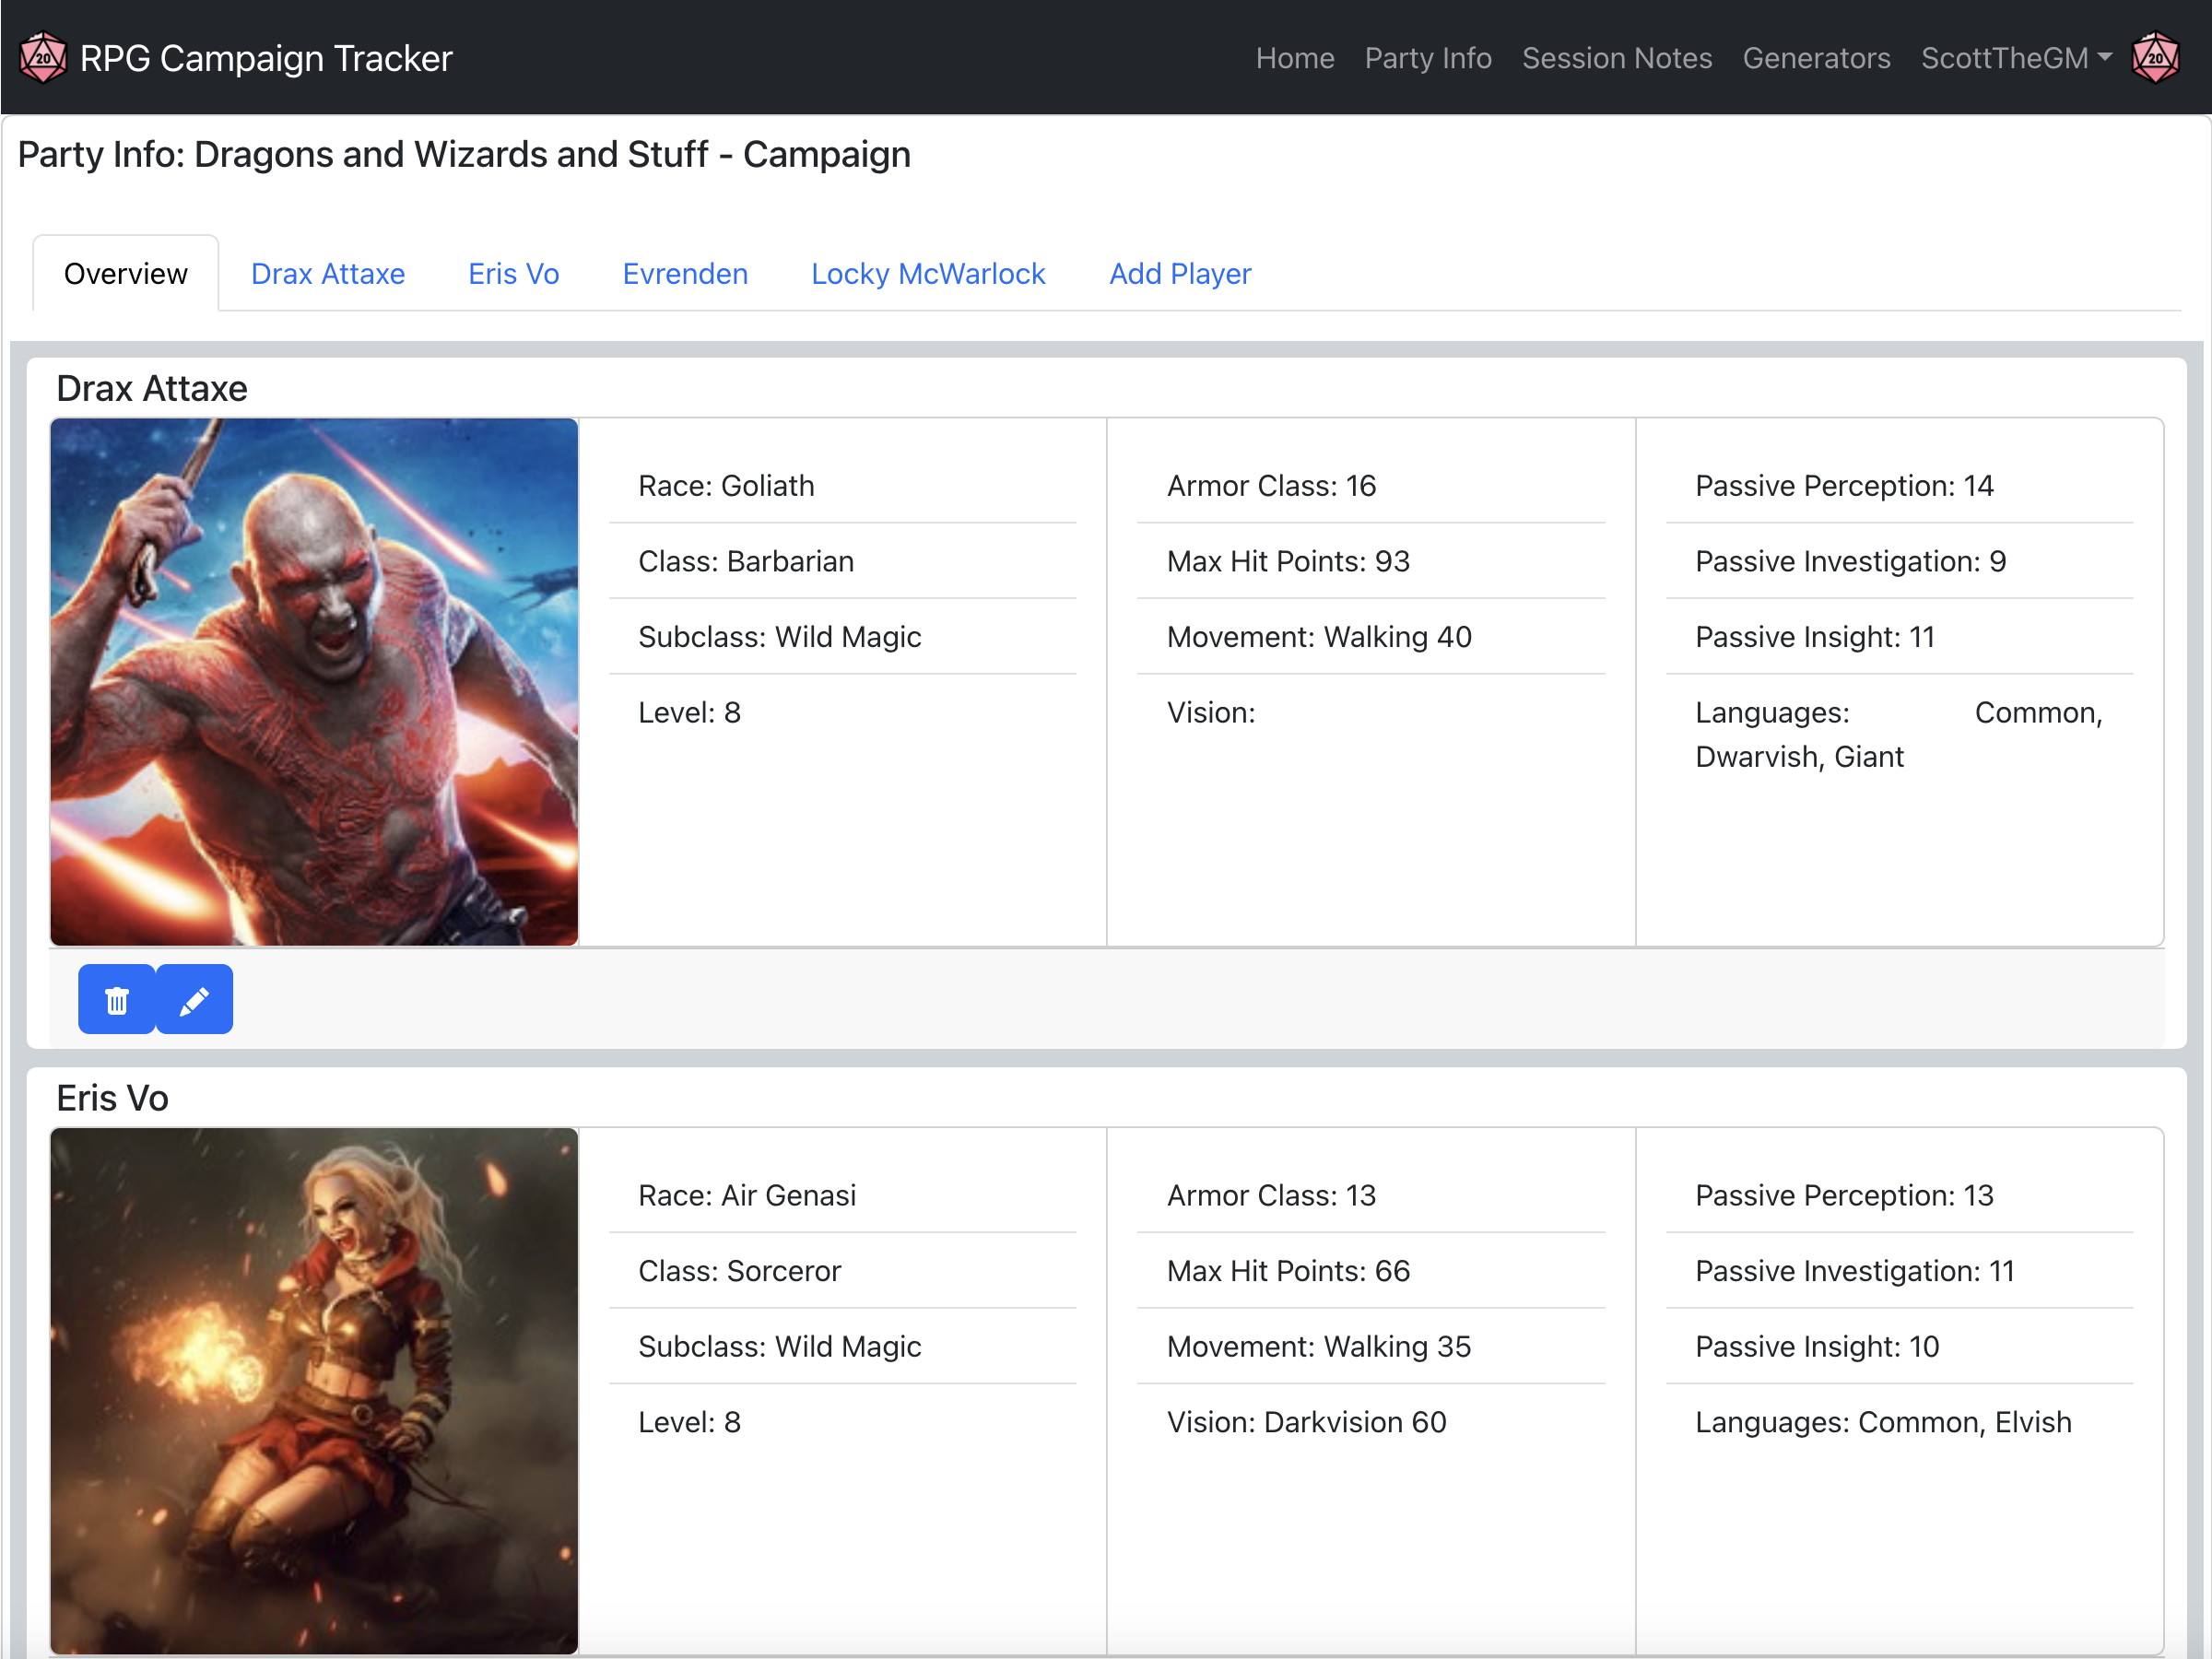 20 RPG Campaign Tracker Home Party Info Session Notes Generators ScottTheGM 20
Party Info: Dragons and Wizards and Stuff - Campaign
Overview Drax Attaxe Eris Vo Evrenden Locky McWarlock Add Player
Drax Attaxe
Race: Goliath
Class: Barbarian
Subclass: Wild Magic
Level: 8
Armor Class: 16
Max Hit Points: 93
Movement: Walking 40
Vision:
Passive Perception: 14
Passive Investigation: 9
Passive Insight: 11
Languages: Common,
Dwarvish, Giant
Eris Vo
Race: Air Genasi
Class: Sorceror
Subclass: Wild Magic
Level: 8
Armor Class: 13
Max Hit Points: 66
Movement: Walking 35
Vision: Darkvision 60
Passive Perception: 13
Passive Investigation: 11
Passive Insight: 10
Languages: Common, Elvish